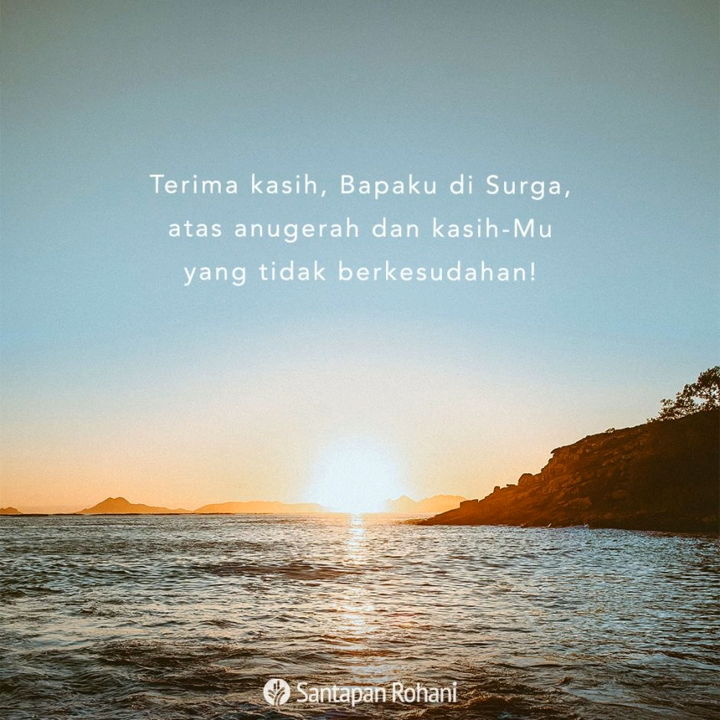 Terima kasih, Bapaku di Surga,
atas anugerah dan kasih-Mu
yang tidak berkesudahan!
Santapan Rohani